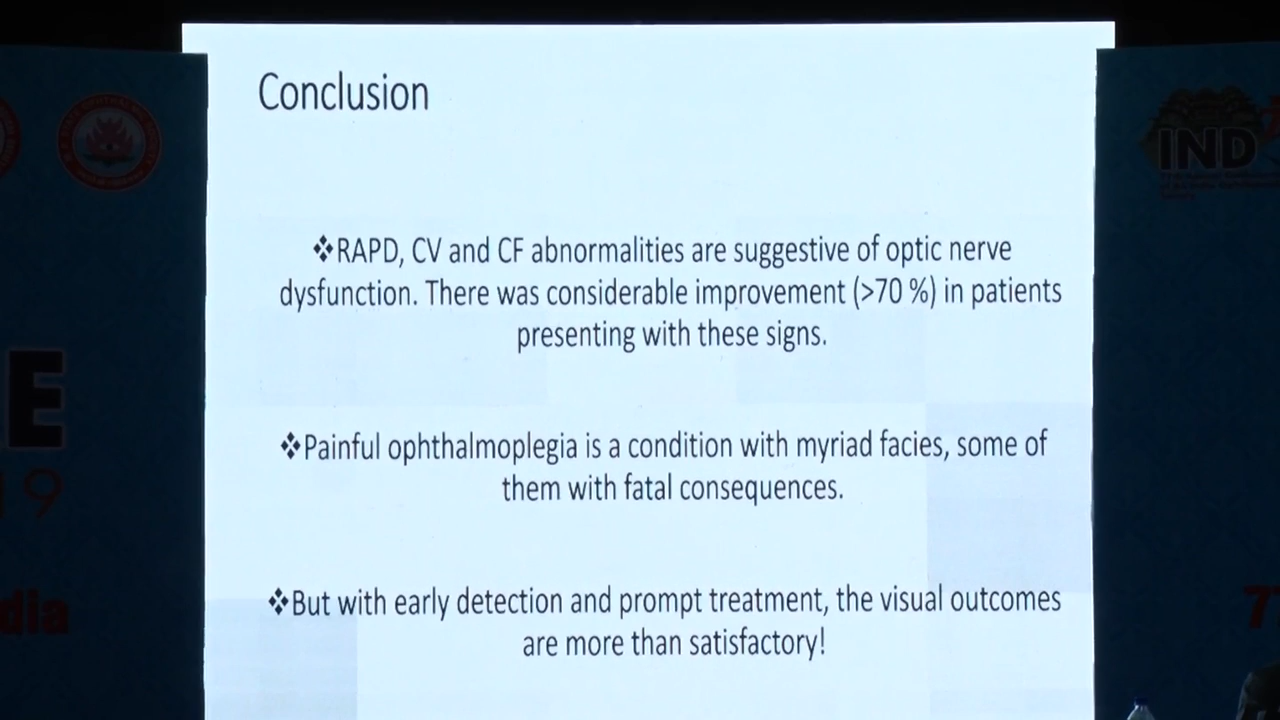 Conclusion
❖RAPD, CV and CF abnormalities are suggestive of optic nerve
dysfunction. There was considerable improvement (>70 %) in patients
presenting with these signs.
❖Painful ophthalmoplegia is a condition with myriad facies, some of
them with fatal consequences.
❖But with early detection and prompt treatment, the visual outcomes
are more than satisfactory!
E
19
dia
IND
7